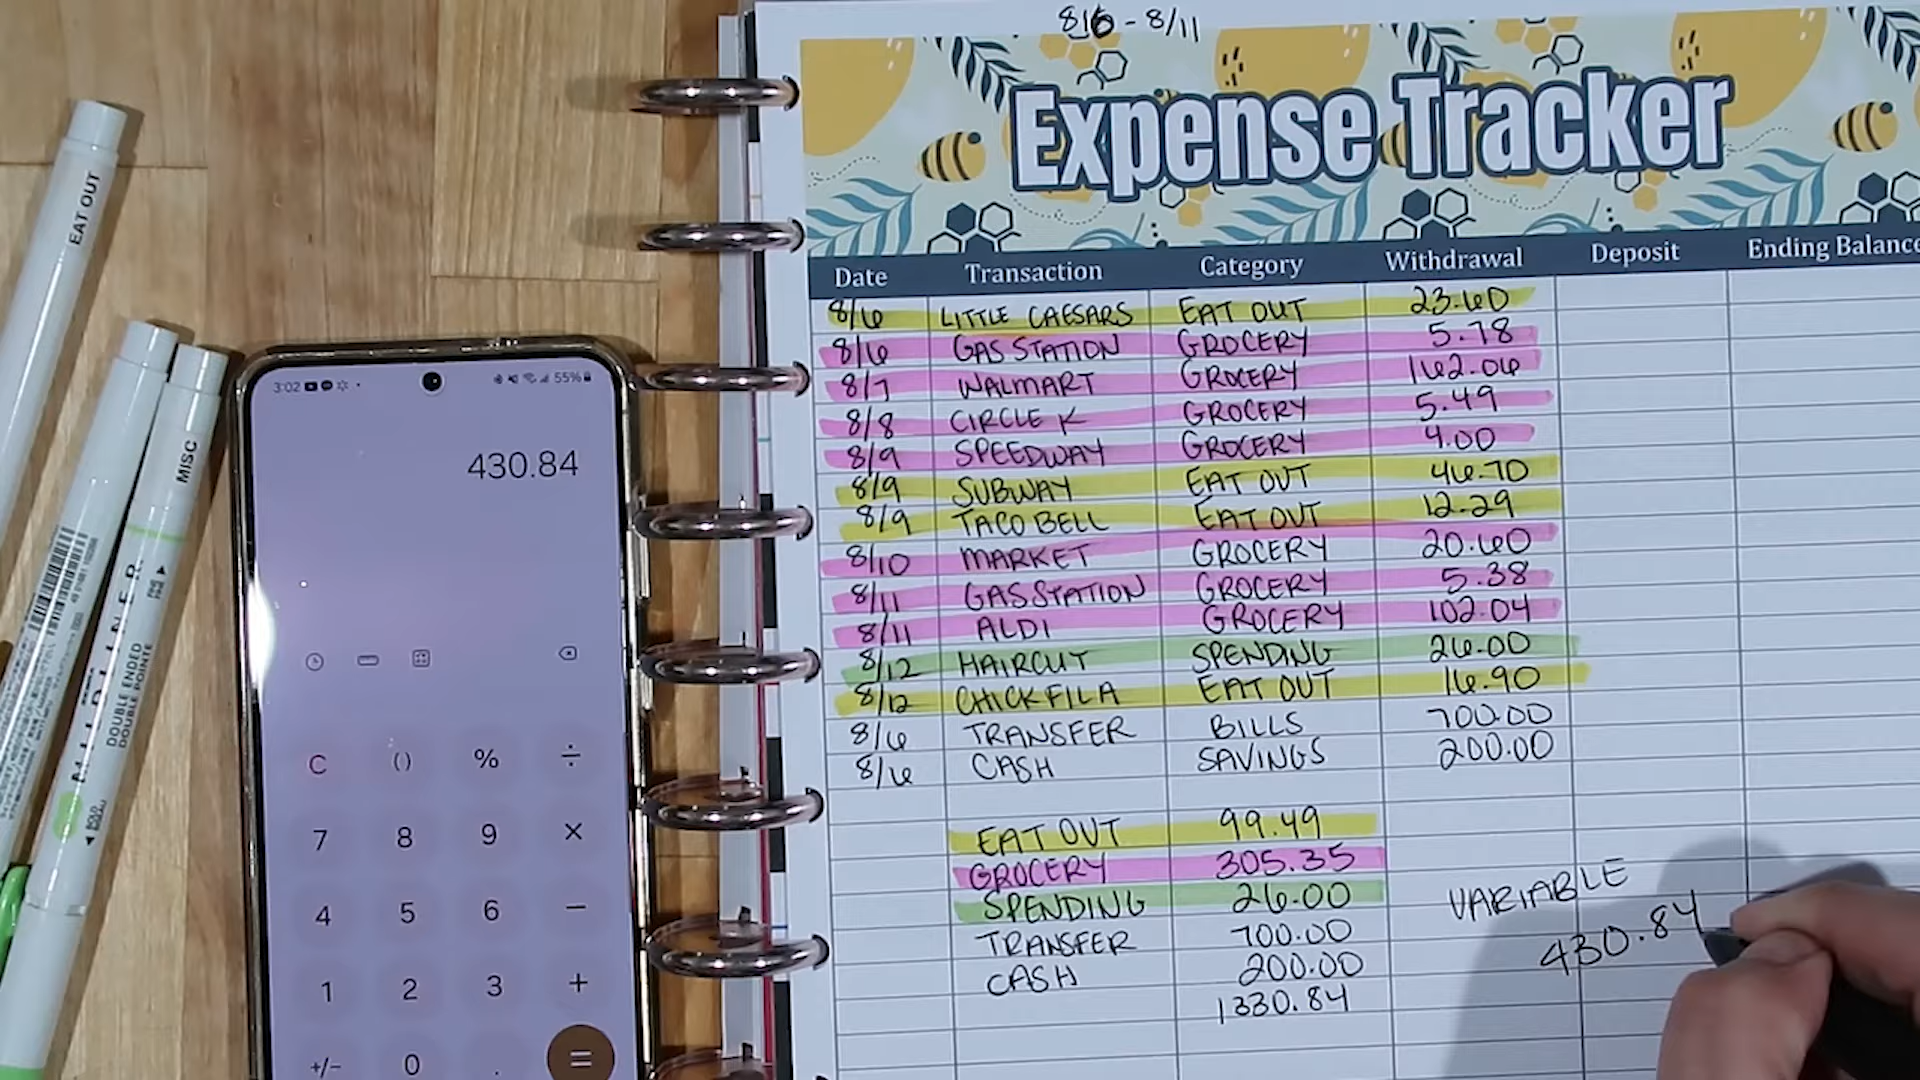 816 - 8/11
Expense Tracker
Date Transaction Category Withdrawal Deposit Ending Balance
8/6 LITTLE CAESARS EAT OUT 23.60
8/6 GAS STATION GROCERY 5.78
8/7 WALMART GROCERY 162.06
8/8 CIRCLE K GROCERY 5.49
8/9 SPEEDWAY GROCERY 4.00
8/9 SUBWAY EAT OUT 46.70
8/9 TACO BELL EAT OUT 12.29
8/10 MARKET GROCERY 20.60
8/11 GAS STATION GROCERY 5.38
8/11 ALDI GROCERY 102.04
8/12 HAIRCUT SPENDING 26.00
8/12 CHICKFILA EAT OUT 16.90
8/6 TRANSFER BILLS 700.00
8/6 CASH SAVINGS 200.00
EAT OUT 99.49
GROCERY 305.35
SPENDING 26.00
TRANSFER 700.00
CASH 200.00
1330.84
VARIABLE
430.84
EAT OUT
MISC
MILDLINER
DOUBLE ENDED
DOUBLE POINTE
3:02 55%
430.84
C () % ÷
7 8 9 ×
4 5 6 −
1 2 3 +
+/− 0 . =